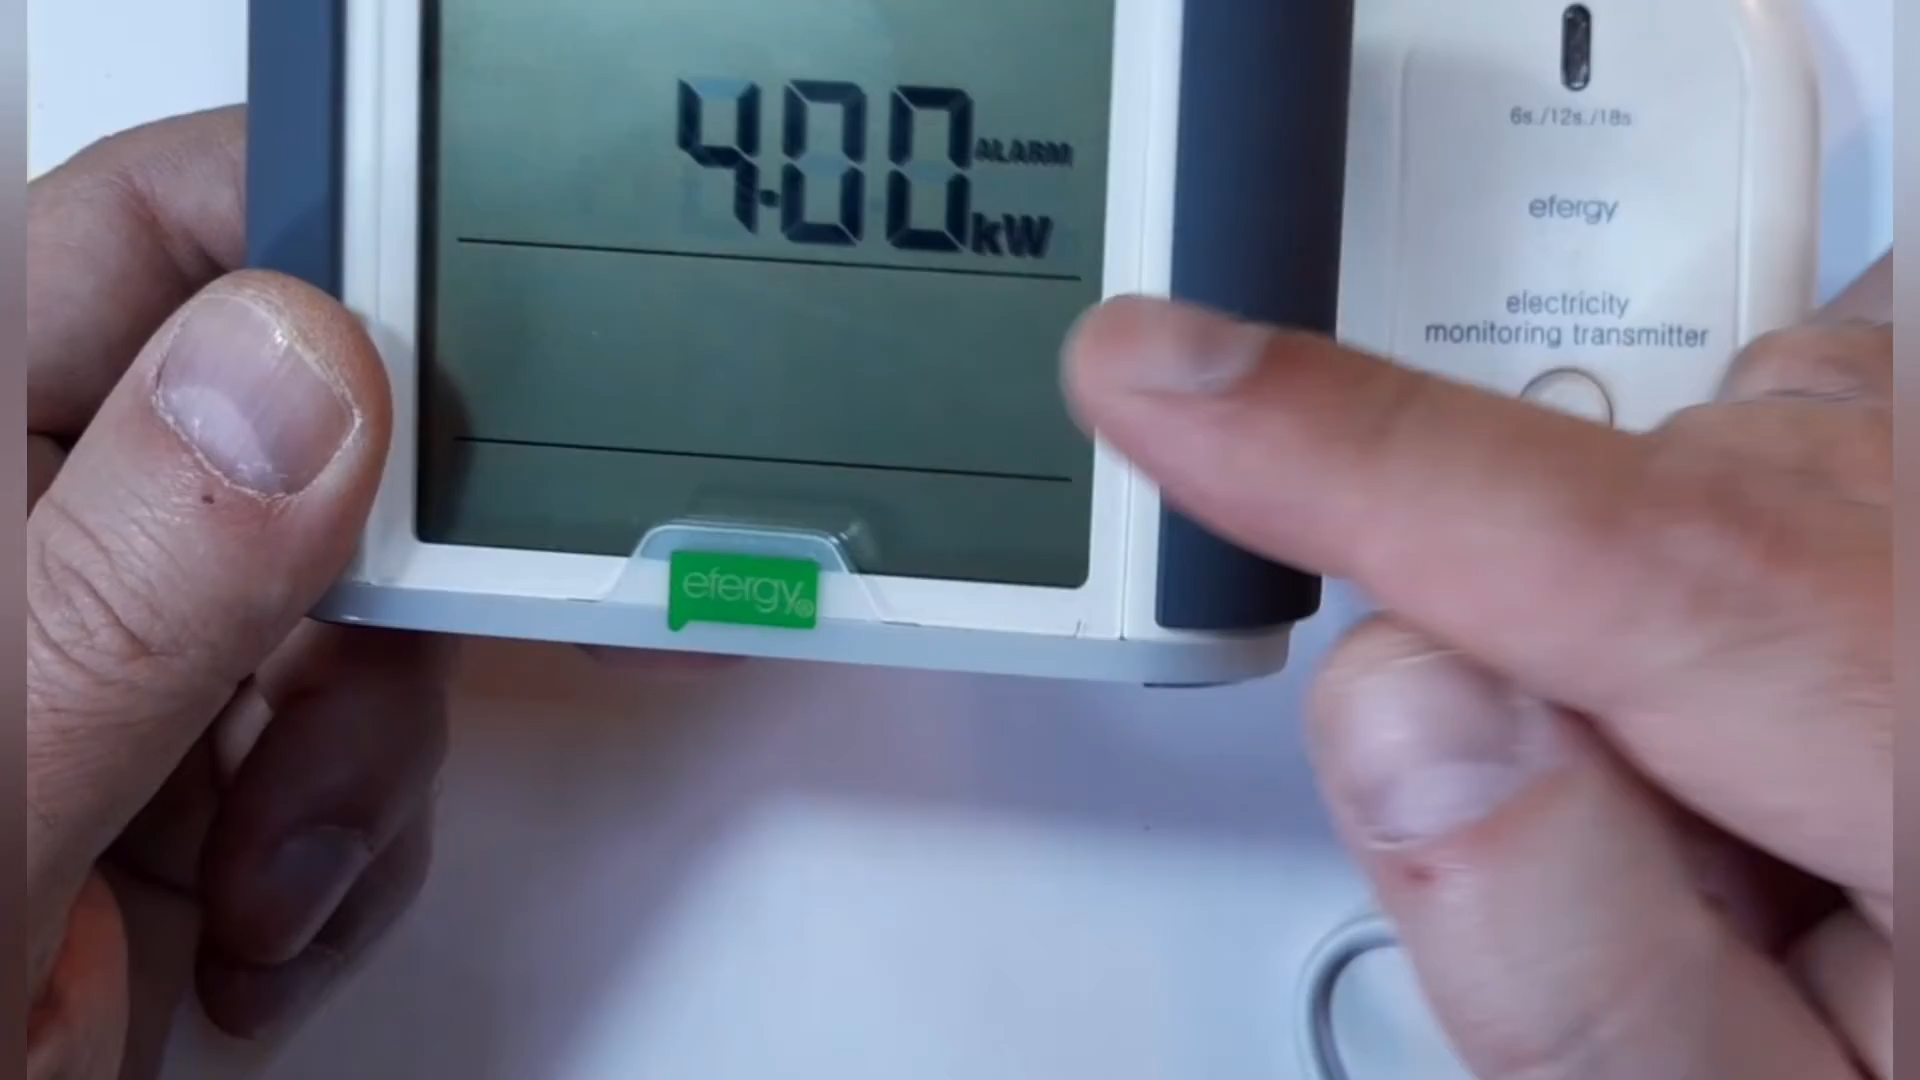 4.00 ALARM
kW
efergy®
6s./12s./18s
efergy
electricity
monitoring transmitter